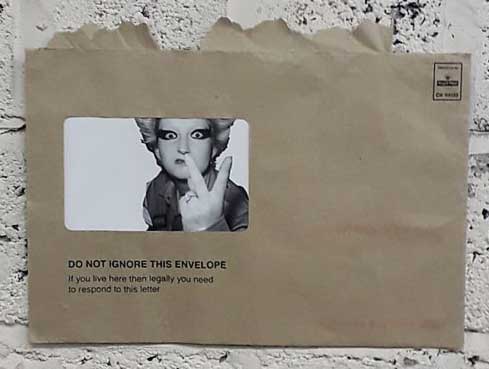 DO NOT IGNORE THIS ENVELOPE
If you live here then legally you need
to respond to this letter